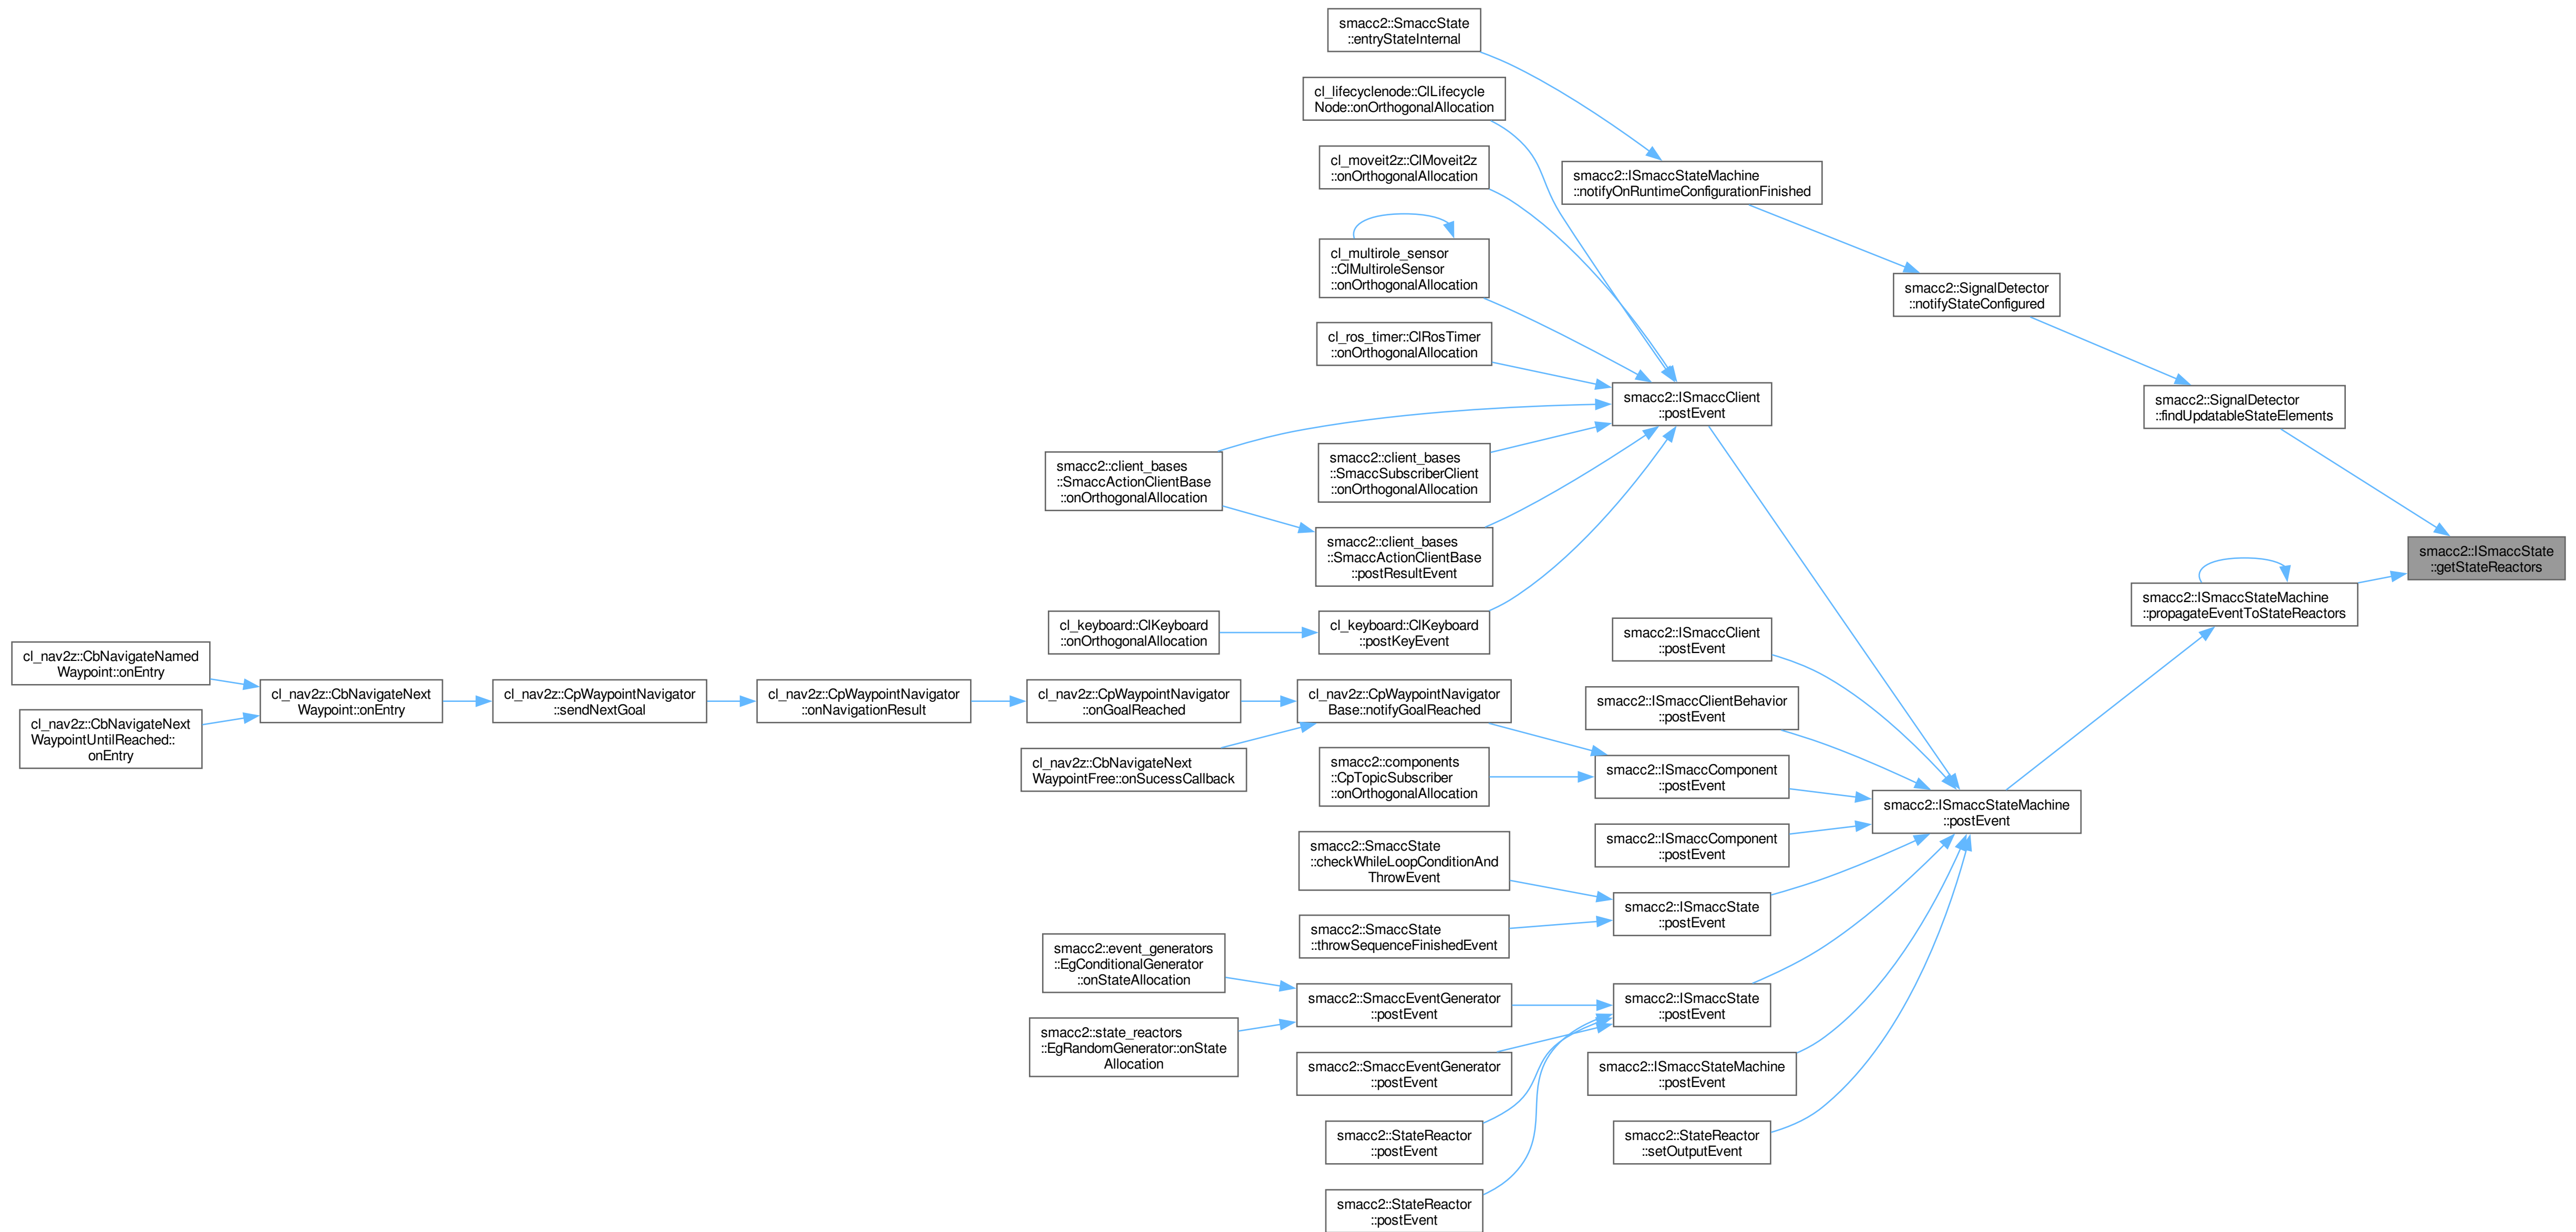 smacc2::SmaccState
::entryStateInternal
cl_lifecyclenode::ClLifecycle
Node::onOrthogonalAllocation
cl_moveit2z::ClMoveit2z
::onOrthogonalAllocation
smacc2::ISmaccStateMachine
::notifyOnRuntimeConfigurationFinished
cl_multirole_sensor
::ClMultiroleSensor
::onOrthogonalAllocation
smacc2::SignalDetector
::notifyStateConfigured
cl_ros_timer::ClRosTimer
::onOrthogonalAllocation
smacc2::ISmaccClient
::postEvent
smacc2::SignalDetector
::findUpdatableStateElements
smacc2::client_bases
::SmaccActionClientBase
::onOrthogonalAllocation
smacc2::client_bases
::SmaccSubscriberClient
::onOrthogonalAllocation
smacc2::client_bases
::SmaccActionClientBase
::postResultEvent
smacc2::ISmaccState
::getStateReactors
smacc2::ISmaccStateMachine
::propagateEventToStateReactors
cl_keyboard::ClKeyboard
::onOrthogonalAllocation
cl_keyboard::ClKeyboard
::postKeyEvent
smacc2::ISmaccClient
::postEvent
cl_nav2z::CbNavigateNamed
Waypoint::onEntry
cl_nav2z::CbNavigateNext
WaypointUntilReached::
onEntry
cl_nav2z::CbNavigateNext
Waypoint::onEntry
cl_nav2z::CpWaypointNavigator
::sendNextGoal
cl_nav2z::CpWaypointNavigator
::onNavigationResult
cl_nav2z::CpWaypointNavigator
::onGoalReached
cl_nav2z::CpWaypointNavigator
Base::notifyGoalReached
smacc2::ISmaccClientBehavior
::postEvent
cl_nav2z::CbNavigateNext
WaypointFree::onSucessCallback
smacc2::components
::CpTopicSubscriber
::onOrthogonalAllocation
smacc2::ISmaccComponent
::postEvent
smacc2::ISmaccStateMachine
::postEvent
smacc2::ISmaccComponent
::postEvent
smacc2::SmaccState
::checkWhileLoopConditionAnd
ThrowEvent
smacc2::ISmaccState
::postEvent
smacc2::SmaccState
::throwSequenceFinishedEvent
smacc2::event_generators
::EgConditionalGenerator
::onStateAllocation
smacc2::SmaccEventGenerator
::postEvent
smacc2::ISmaccState
::postEvent
smacc2::state_reactors
::EgRandomGenerator::onState
Allocation
smacc2::SmaccEventGenerator
::postEvent
smacc2::ISmaccStateMachine
::postEvent
smacc2::StateReactor
::postEvent
smacc2::StateReactor
::setOutputEvent
smacc2::StateReactor
::postEvent